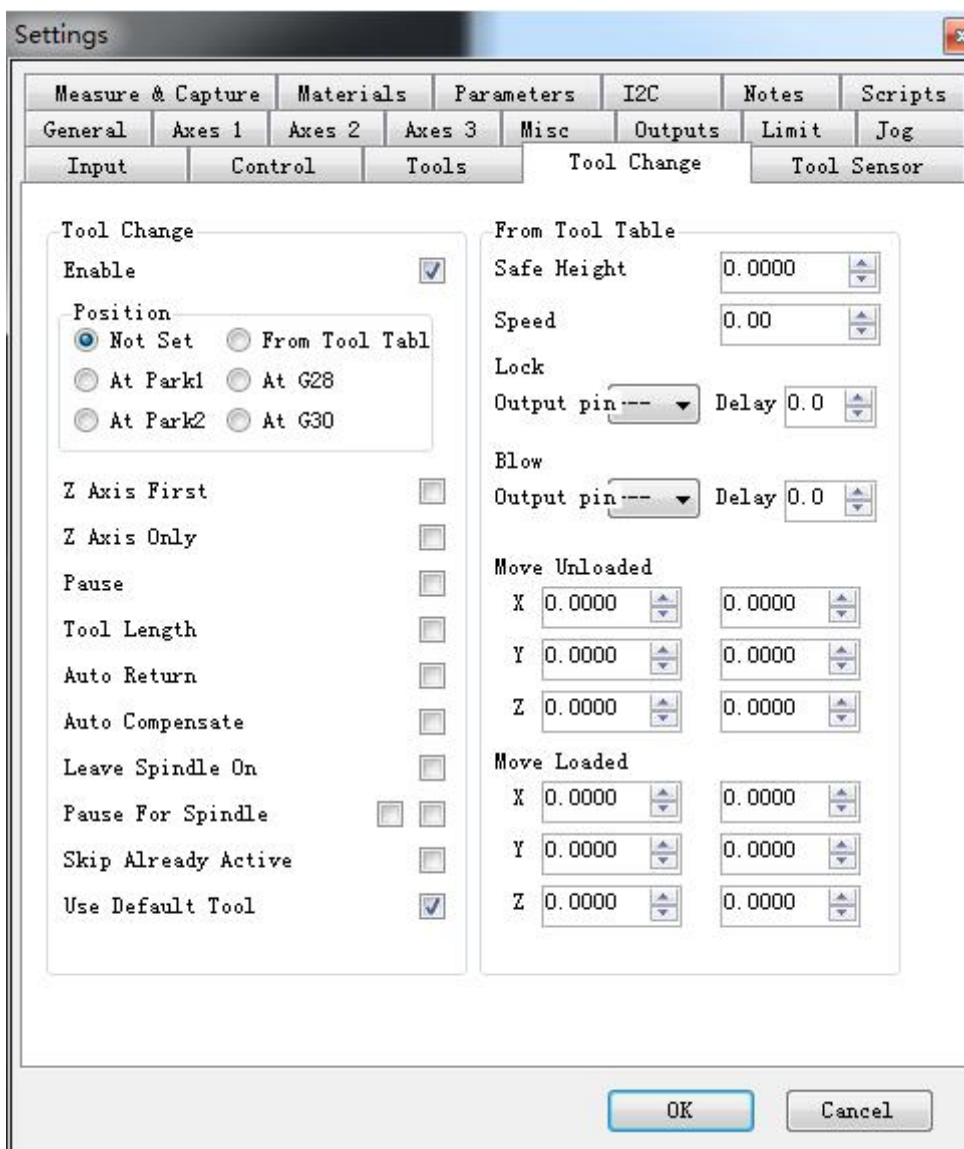 Settings
Measure & Capture Materials Parameters I2C Notes Scripts
General Axes 1 Axes 2 Axes 3 Misc Outputs Limit Jog
Input Control Tools Tool Change Tool Sensor
Tool Change
Enable
Position
Not Set From Tool Tabl
At Park1 At G28
At Park2 At G30
Z Axis First
Z Axis Only
Pause
Tool Length
Auto Return
Auto Compensate
Leave Spindle On
Pause For Spindle
Skip Already Active
Use Default Tool
From Tool Table
Safe Height 0.0000
Speed 0.00
Lock
Output pin --- Delay 0.0
Blow
Output pin --- Delay 0.0
Move Unloaded
X 0.0000 0.0000
Y 0.0000 0.0000
Z 0.0000 0.0000
Move Loaded
X 0.0000 0.0000
Y 0.0000 0.0000
Z 0.0000 0.0000
OK Cancel